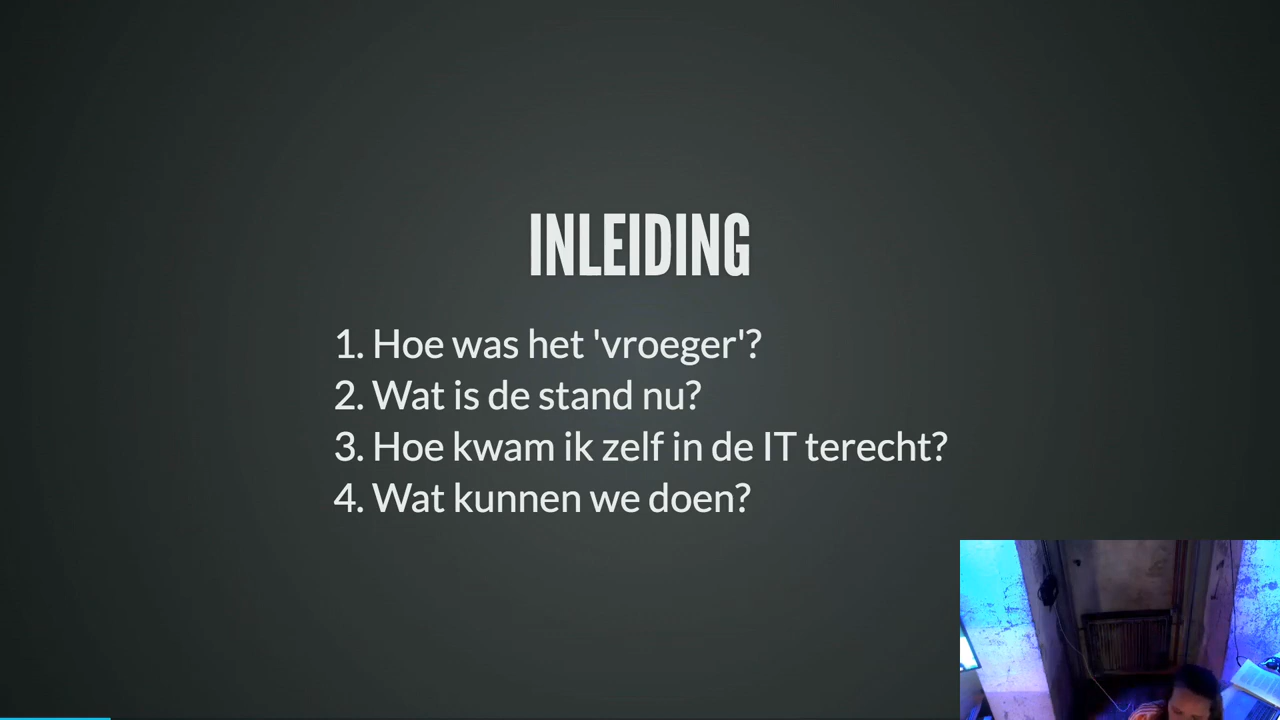 INLEIDING
1. Hoe was het 'vroeger'?
2. Wat is de stand nu?
3. Hoe kwam ik zelf in de IT terecht?
4. Wat kunnen we doen?